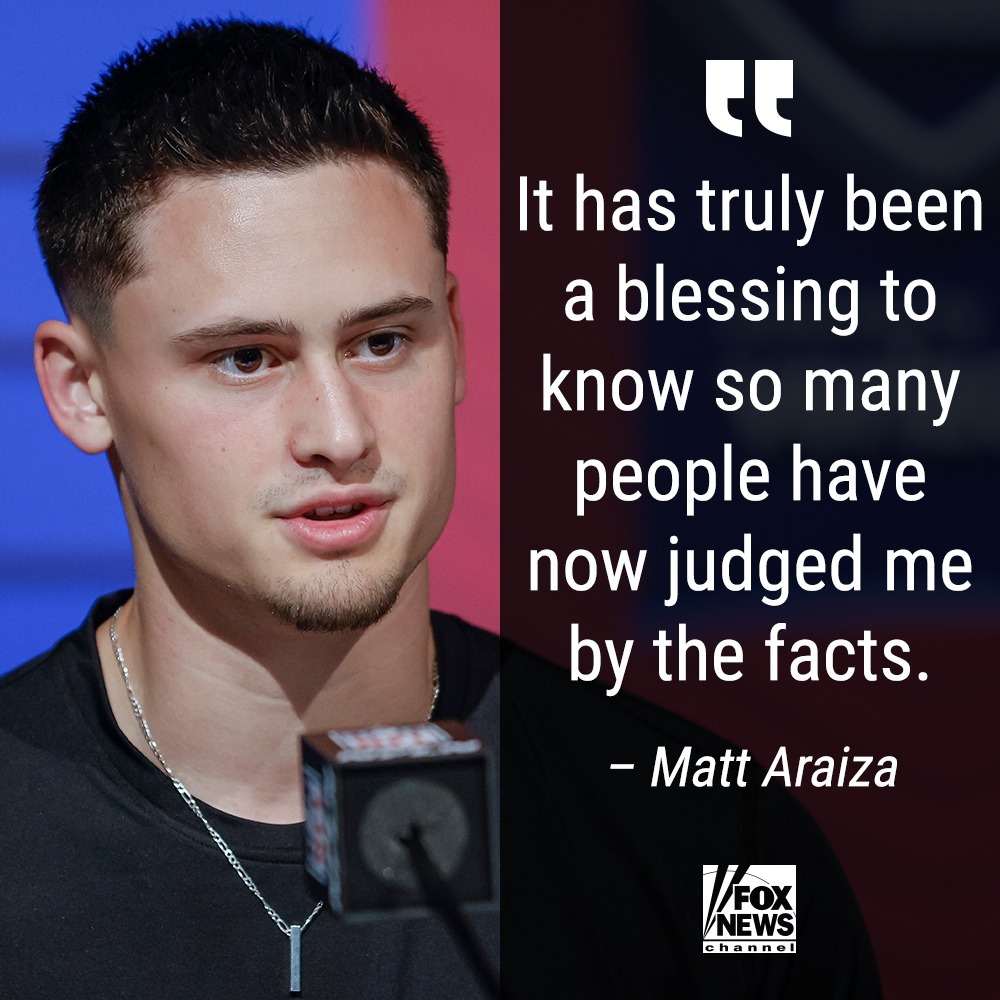 “
It has truly been
a blessing to
know so many
people have
now judged me
by the facts.
– Matt Araiza
FOX
NEWS
channel